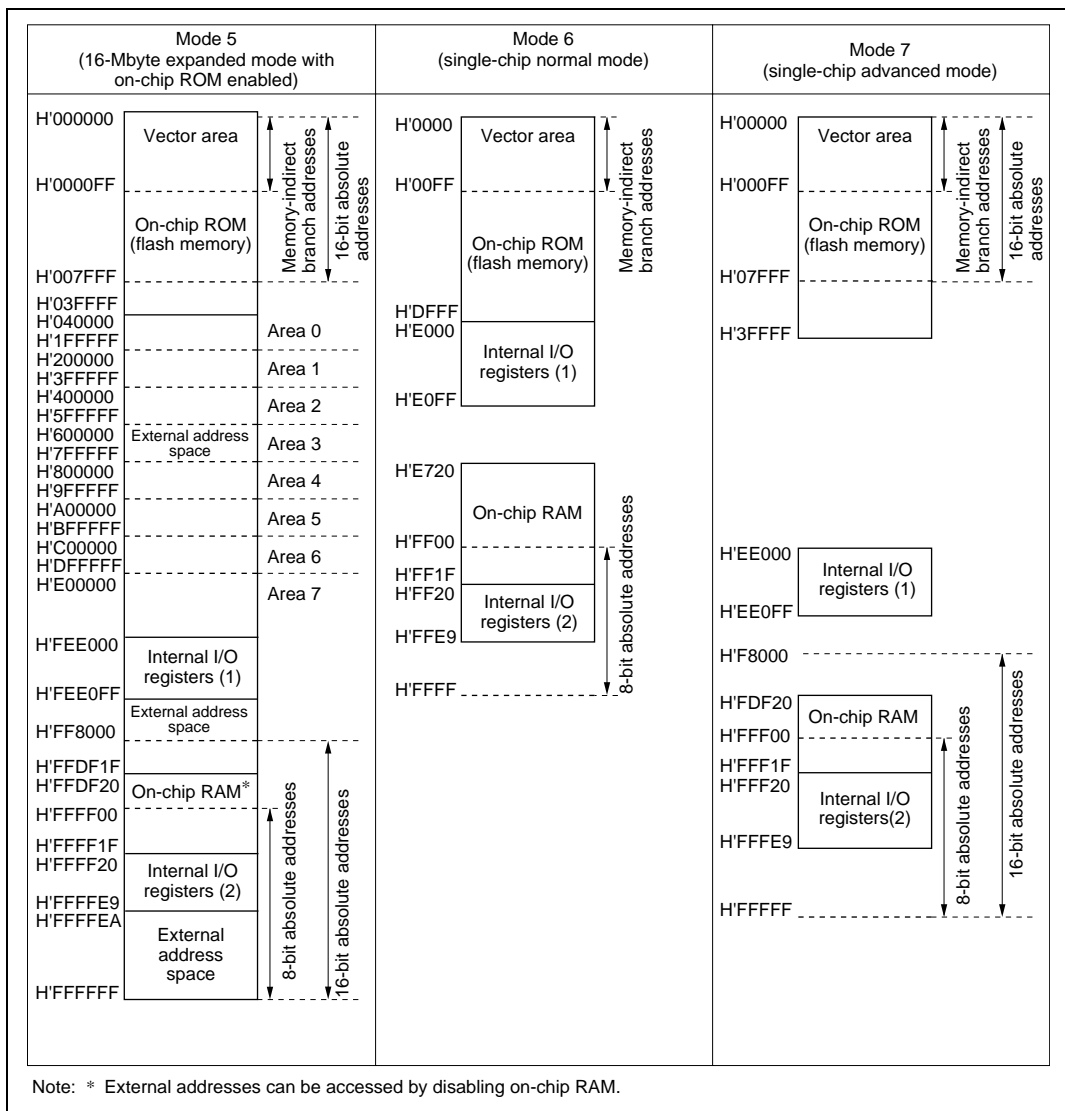 Mode 5
(16-Mbyte expanded mode with
on-chip ROM enabled)
H'000000
Vector area
H'0000FF
On-chip ROM
(flash memory)
H'007FFF
H'03FFFF
H'040000
H'1FFFFF
H'200000
H'3FFFFF
H'400000
H'5FFFFF
H'600000
H'7FFFFF
External address
space
H'800000
H'9FFFFF
H'A00000
H'BFFFFF
H'C00000
H'DFFFFF
H'E00000
Area 0
Area 1
Area 2
Area 3
Area 4
Area 5
Area 6
Area 7
H'FEE000
Internal I/O
registers (1)
H'FEE0FF
External address
space
H'FF8000
H'FFDF1F
H'FFDF20
On-chip RAM*
H'FFFF00
H'FFFF1F
H'FFFF20
Internal I/O
registers (2)
H'FFFFE9
H'FFFFEA
External
address
space
H'FFFFFF
Memory-indirect
branch addresses
16-bit absolute
addresses
8-bit absolute addresses
16-bit absolute addresses
Mode 6
(single-chip normal mode)
H'0000
Vector area
H'00FF
On-chip ROM
(flash memory)
H'DFFF
H'E000
Internal I/O
registers (1)
H'E0FF
H'E720
On-chip RAM
H'FF00
H'FF1F
H'FF20
Internal I/O
registers (2)
H'FFE9
H'FFFF
Memory-indirect
branch addresses
8-bit absolute addresses
Mode 7
(single-chip advanced mode)
H'00000
Vector area
H'000FF
On-chip ROM
(flash memory)
H'07FFF
H'3FFFF
H'EE000
Internal I/O
registers (1)
H'EE0FF
H'F8000
H'FDF20
On-chip RAM
H'FFF00
H'FFF1F
H'FFF20
Internal I/O
registers(2)
H'FFFE9
H'FFFFF
Memory-indirect
branch addresses
16-bit absolute
addresses
8-bit absolute addresses
16-bit absolute addresses
Note: * External addresses can be accessed by disabling on-chip RAM.